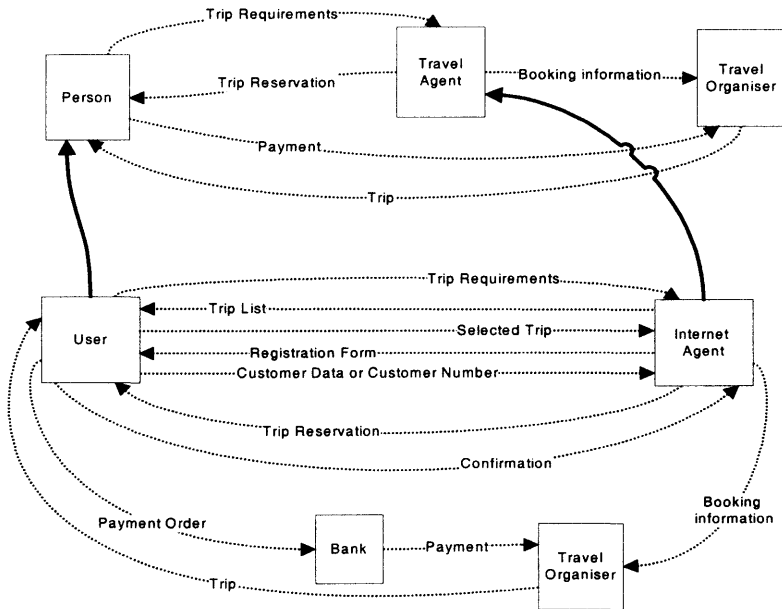 Trip Requirements
Travel
Agent
Travel
Organiser
Person
Trip Reservation
Booking information
Payment
Trip
Trip Requirements
Trip List
User
Selected Trip
Internet
Agent
Registration Form
Customer Data or Customer Number
Trip Reservation
Confirmation
Booking
information
Payment Order
Bank
Payment
Travel
Organiser
Trip